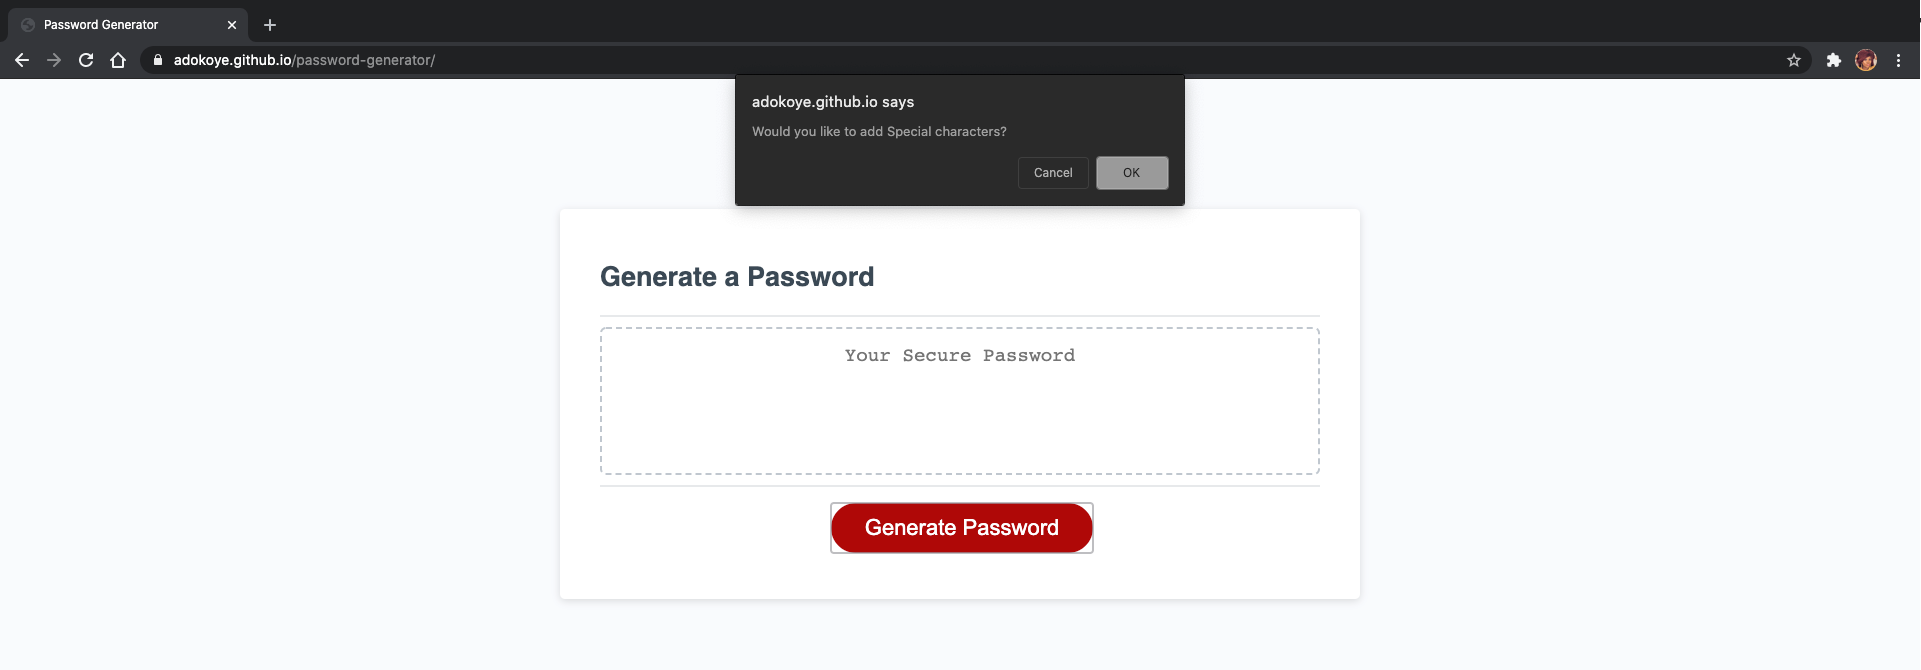 Password Generator
adokoye.github.io/password-generator/
adokoye.github.io says
Would you like to add Special characters?
Cancel OK
Generate a Password
Your Secure Password
Generate Password